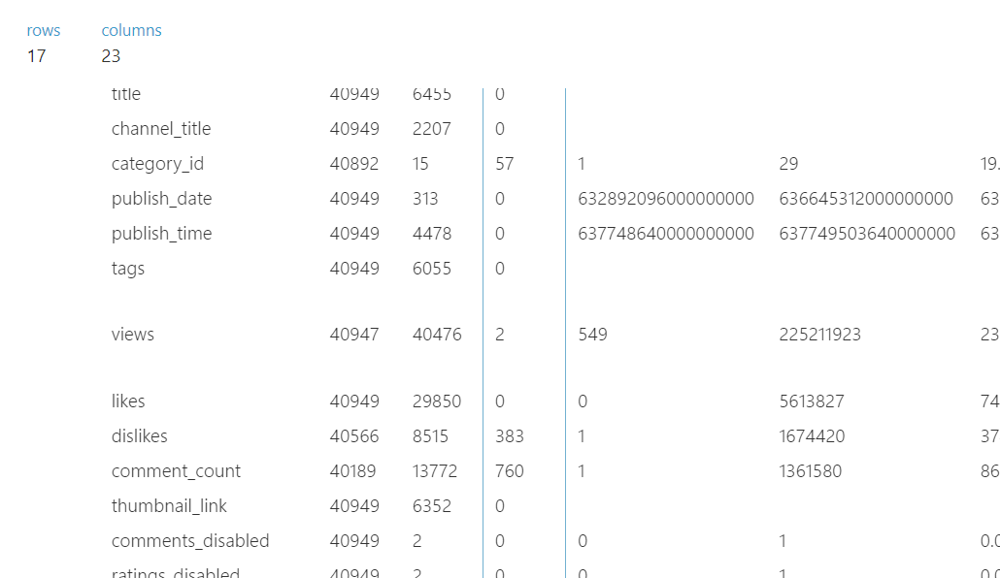 rows columns
17 23
title 40949 6455 0
channel_title 40949 2207 0
category_id 40892 15 57 1 29 19.
publish_date 40949 313 0 632892096000000000 636645312000000000 63
publish_time 40949 4478 0 637748640000000000 637749503640000000 63
tags 40949 6055 0
views 40947 40476 2 549 225211923 23
likes 40949 29850 0 0 5613827 74
dislikes 40566 8515 383 1 1674420 37
comment_count 40189 13772 760 1 1361580 86
thumbnail_link 40949 6352 0
comments_disabled 40949 2 0 0 1 0.0
ratings_disabled 40949 2 0 0 1 0.0